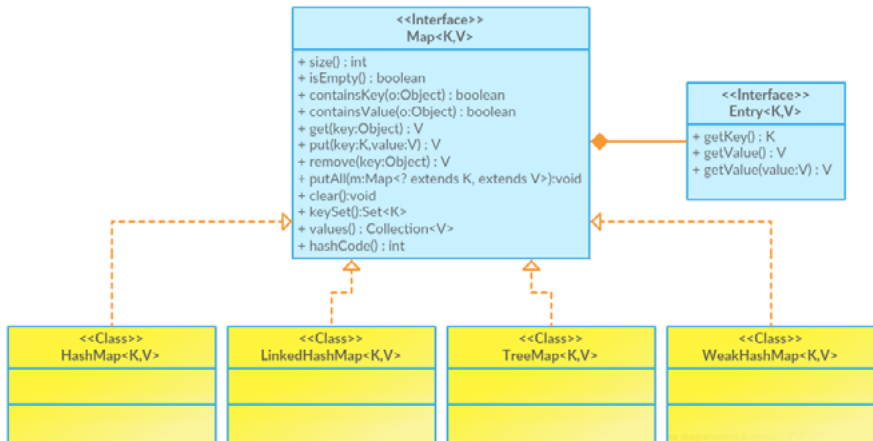 <<Interface>>
Map<K,V>
+ size() : int
+ isEmpty() : boolean
+ containsKey(o:Object) : boolean
+ containsValue(o:Object) : boolean
+ get(key:Object) : V
+ put(key:K,value:V) : V
+ remove(key:Object) : V
+ putAll(m:Map<? extends K, extends V>):void
+ clear():void
+ keySet():Set<K>
+ values() : Collection<V>
+ hashCode() : int
<<Interface>>
Entry<K,V>
+ getKey() : K
+ getValue() : V
+ getValue(value:V) : V
<<Class>>
HashMap<K,V>
<<Class>>
LinkedHashMap<K,V>
<<Class>>
TreeMap<K,V>
<<Class>>
WeakHashMap<K,V>